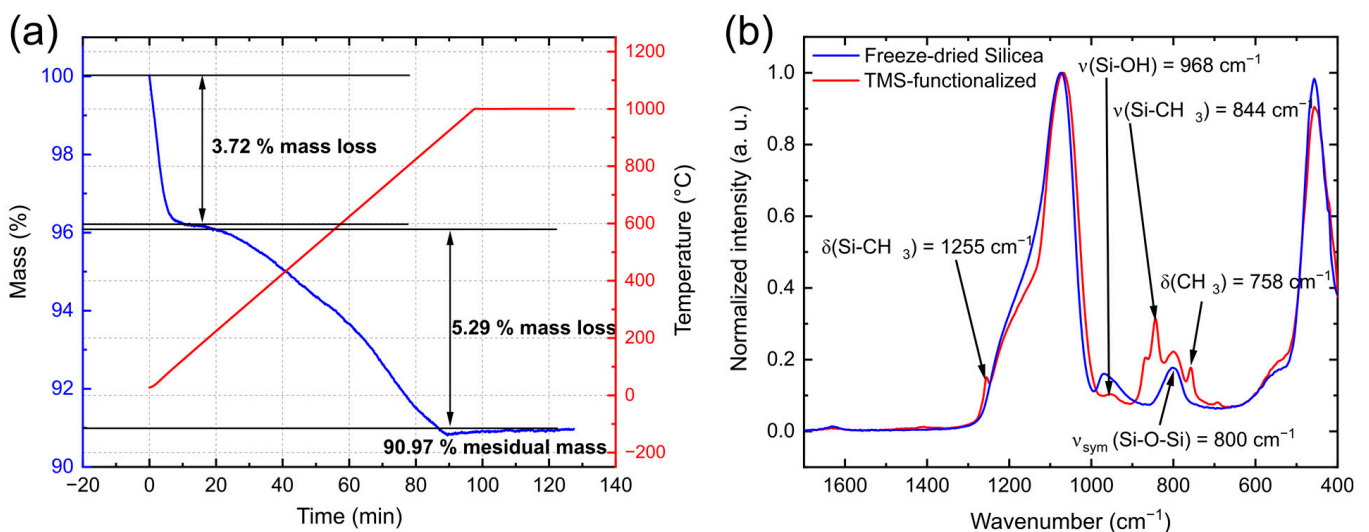 (a)
100
98
96
94
92
90
Mass (%)
−20 0 20 40 60 80 100 120 140
Time (min)
1200
1000
800
600
400
200
0
−200
Temperature (°C)
3.72 % mass loss
5.29 % mass loss
90.97 % mesidual mass
(b)
Freeze-dried Silicea
TMS-functionalized
ν(Si-OH) = 968 cm⁻¹
ν(Si-CH ₃) = 844 cm⁻¹
δ(Si-CH ₃) = 1255 cm⁻¹
δ(CH ₃) = 758 cm⁻¹
νsym (Si-O-Si) = 800 cm⁻¹
1.0
0.8
0.6
0.4
0.2
0.0
Normalized intensity (a. u.)
1600 1400 1200 1000 800 600 400
Wavenumber (cm⁻¹)